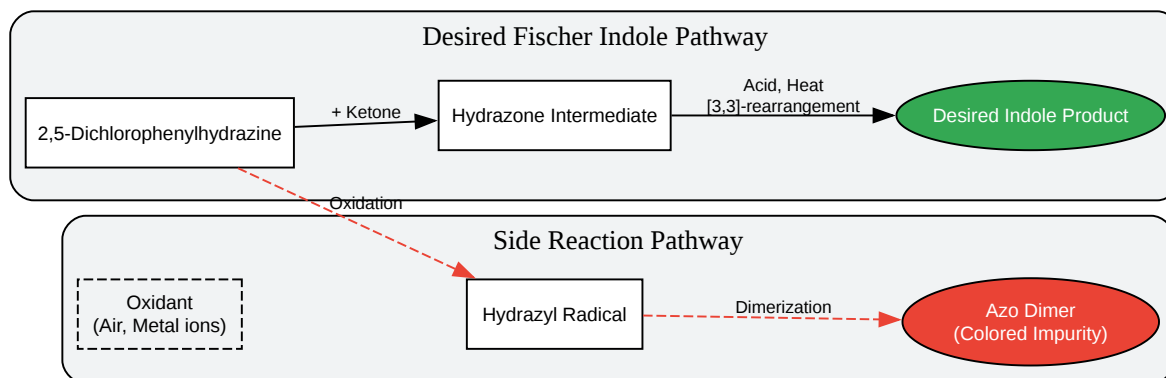 Desired Fischer Indole Pathway
2,5-Dichlorophenylhydrazine
+ Ketone
Hydrazone Intermediate
Acid, Heat
[3,3]-rearrangement
Desired Indole Product
Oxidation
Side Reaction Pathway
Oxidant
(Air, Metal ions)
Hydrazyl Radical
Dimerization
Azo Dimer
(Colored Impurity)